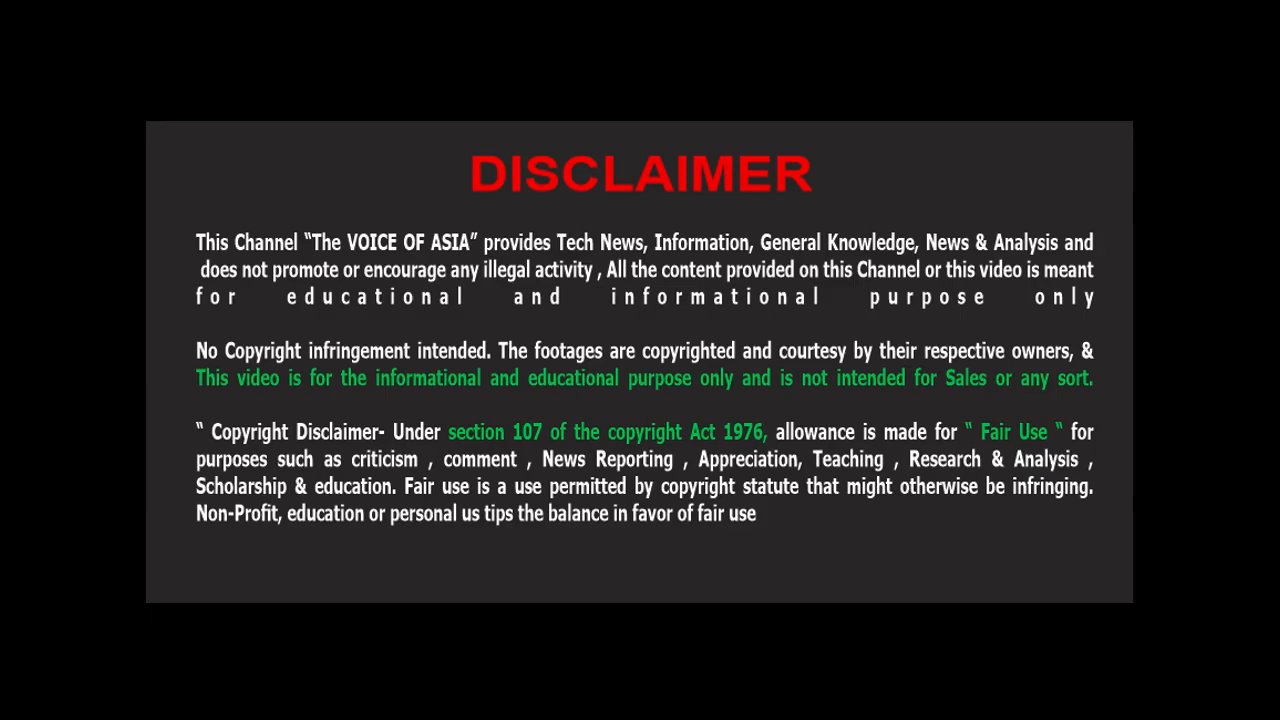 DISCLAIMER
This Channel “The VOICE OF ASIA” provides Tech News, Information, General Knowledge, News & Analysis and
does not promote or encourage any illegal activity , All the content provided on this Channel or this video is meant
for educational and informational purpose only
No Copyright infringement intended. The footages are copyrighted and courtesy by their respective owners, &
This video is for the informational and educational purpose only and is not intended for Sales or any sort.
“ Copyright Disclaimer- Under section 107 of the copyright Act 1976, allowance is made for “ Fair Use “ for
purposes such as criticism , comment , News Reporting , Appreciation, Teaching , Research & Analysis ,
Scholarship & education. Fair use is a use permitted by copyright statute that might otherwise be infringing.
Non-Profit, education or personal us tips the balance in favor of fair use